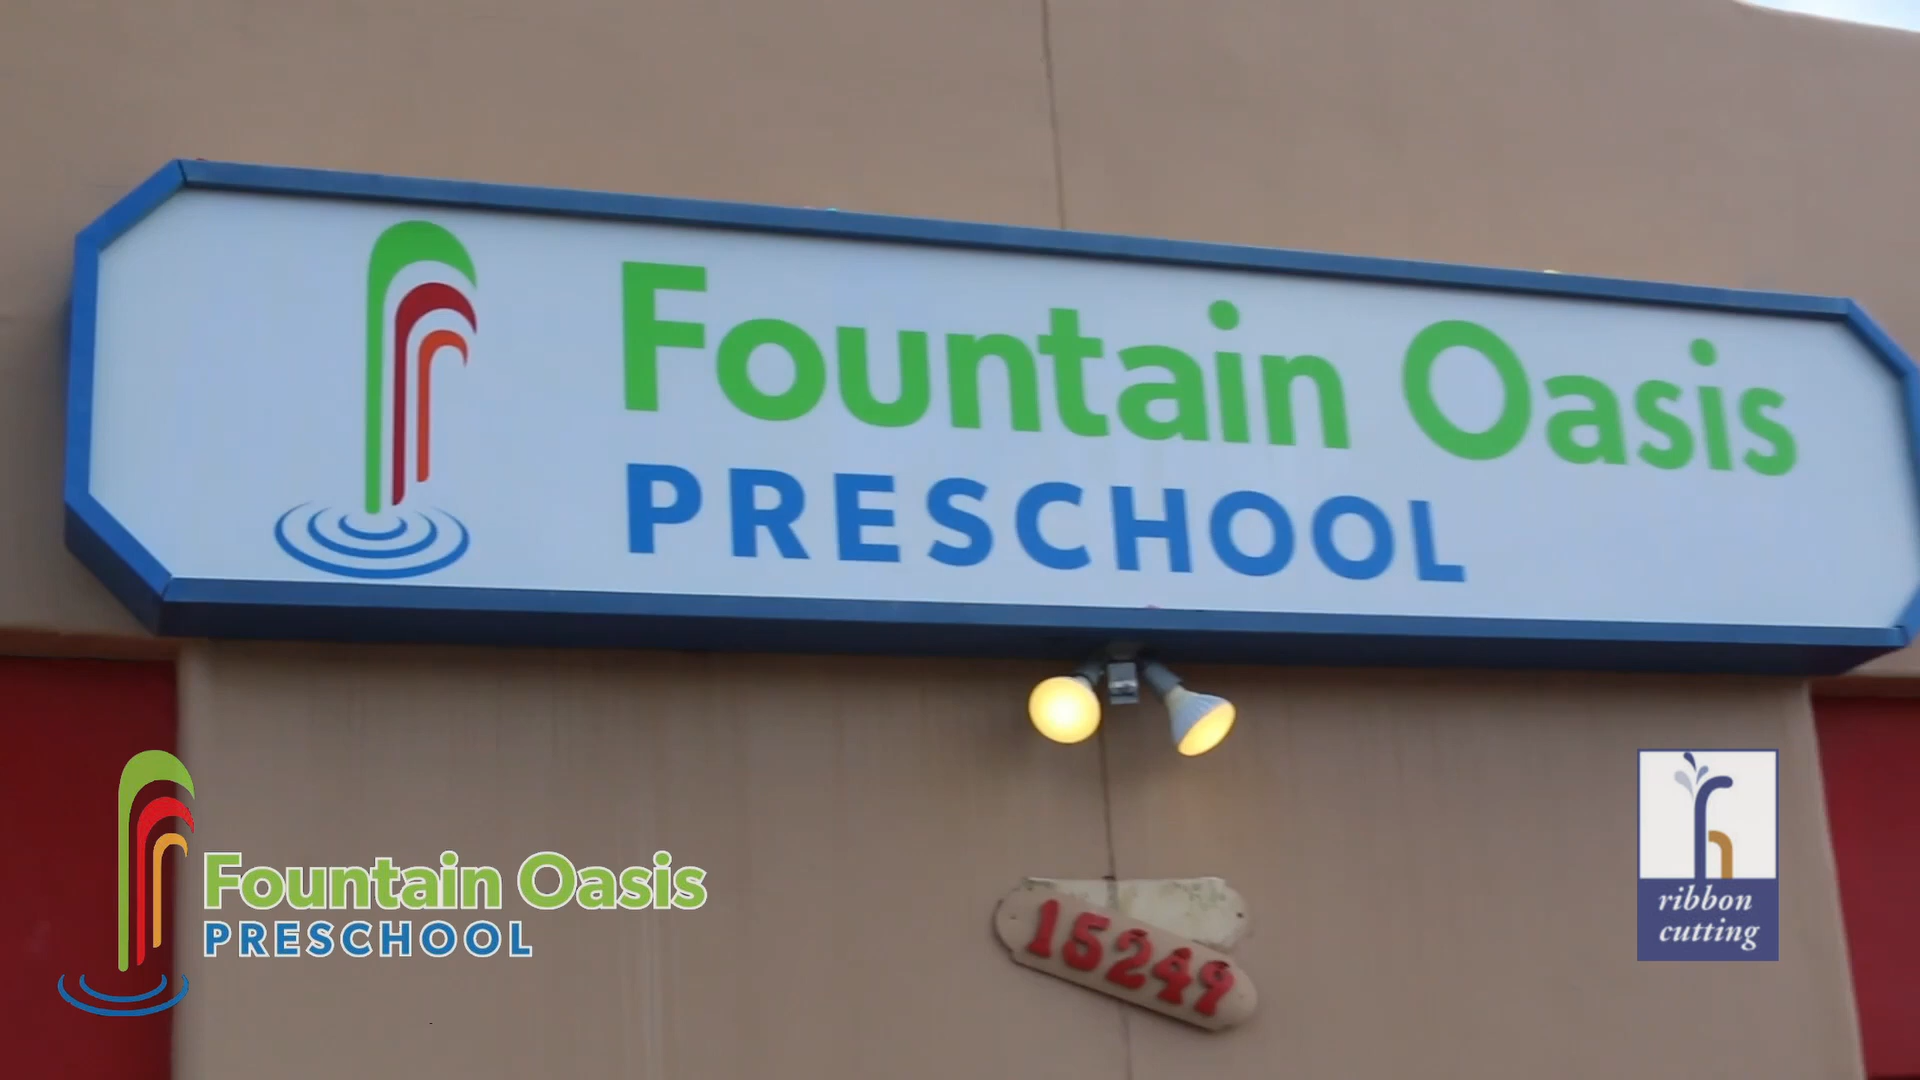 Fountain Oasis
PRESCHOOL
15249
Fountain Oasis
PRESCHOOL
ribbon
cutting